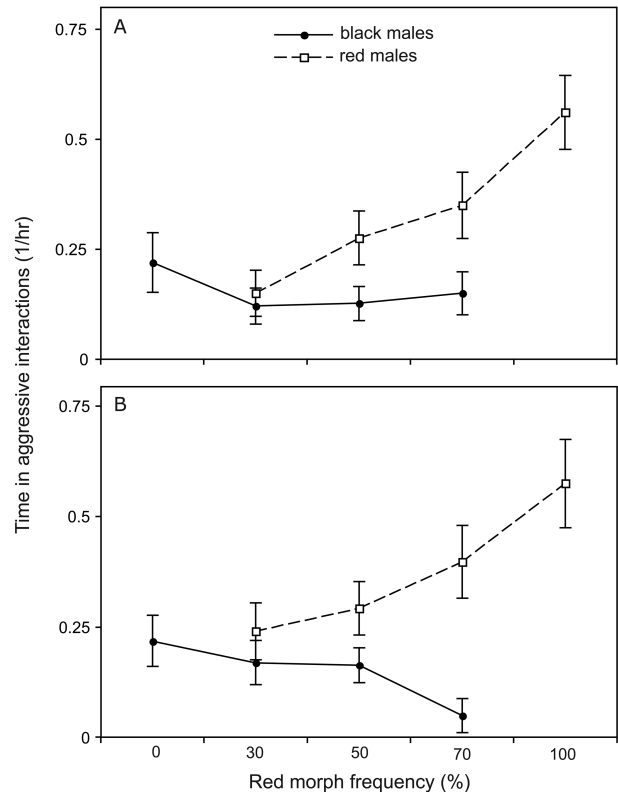 A
black males
red males
0.75
0.5
0.25
0
B
0.75
0.5
0.25
0
Time in aggressive interactions (1/hr)
0 30 50 70 100
Red morph frequency (%)